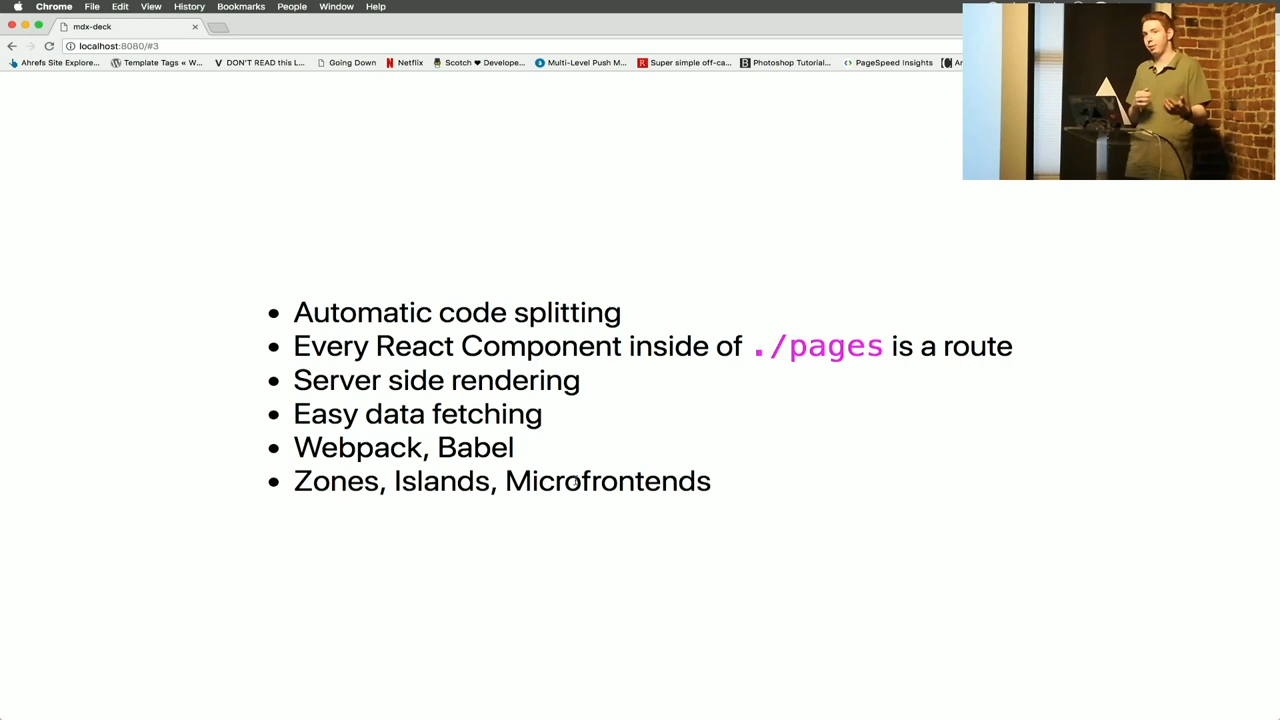 Chrome File Edit View History Bookmarks People Window Help
mdx-deck
localhost:8080/#3
Ahrefs Site Explore... Template Tags « W... DON'T READ this L... Going Down Netflix Scotch ❤ Develope... Multi-Level Push M... Super simple off-ca... Photoshop Tutorial... PageSpeed Insights
• Automatic code splitting
• Every React Component inside of ./pages is a route
• Server side rendering
• Easy data fetching
• Webpack, Babel
• Zones, Islands, Microfrontends